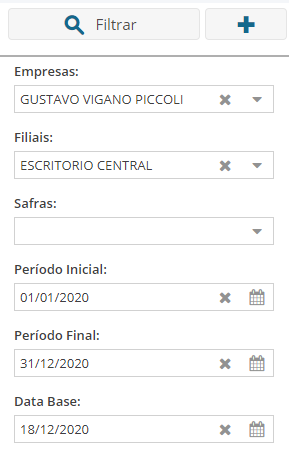 Filtrar
Empresas:
GUSTAVO VIGANO PICCOLI
Filiais:
ESCRITORIO CENTRAL
Safras:
Período Inicial:
01/01/2020
Período Final:
31/12/2020
Data Base:
18/12/2020